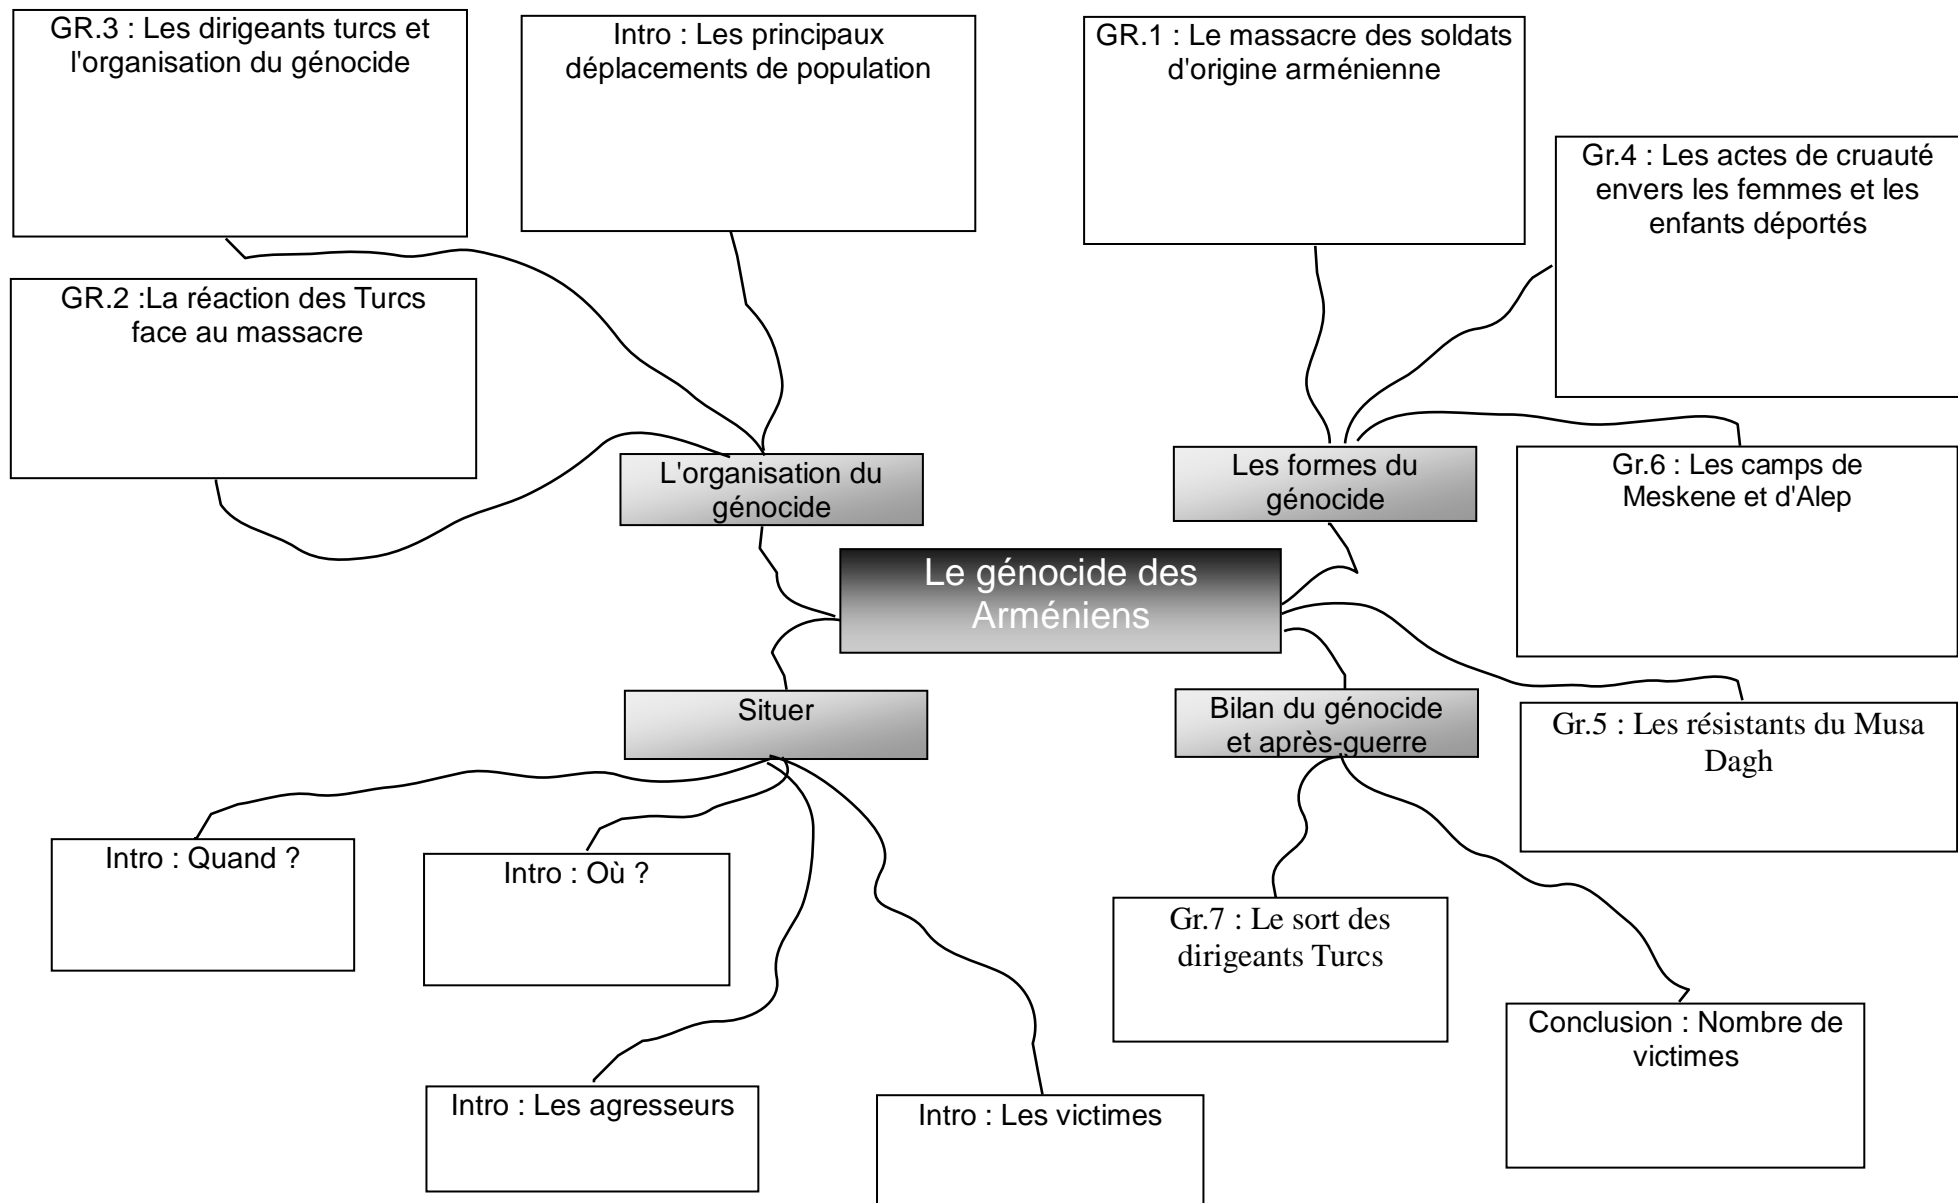 GR.3 : Les dirigeants turcs et
l'organisation du génocide
Intro : Les principaux
déplacements de population
GR.1 : Le massacre des soldats
d'origine arménienne
Gr.4 : Les actes de cruauté
envers les femmes et les
enfants déportés
GR.2 :La réaction des Turcs
face au massacre
L'organisation du
génocide
Les formes du
génocide
Gr.6 : Les camps de
Meskene et d'Alep
Le génocide des
Arméniens
Situer
Bilan du génocide
et après-guerre
Gr.5 : Les résistants du Musa
Dagh
Intro : Quand ?
Intro : Où ?
Gr.7 : Le sort des
dirigeants Turcs
Conclusion : Nombre de
victimes
Intro : Les agresseurs
Intro : Les victimes